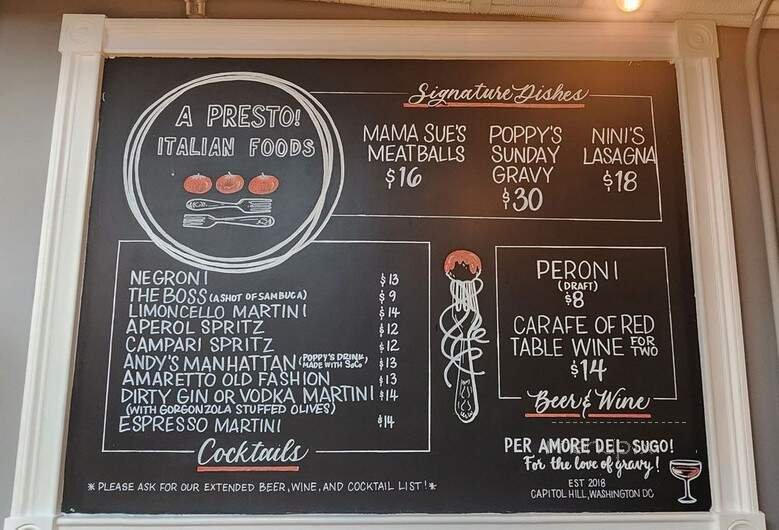 A PRESTO!
ITALIAN FOODS
Signature Dishes
MAMA SUE'S
MEATBALLS
$16
POPPY'S
SUNDAY
GRAVY
$30
NINI'S
LASAGNA
$18
NEGRONI $13
THE BOSS (A SHOT OF SAMBUCA) $9
LIMONCELLO MARTINI $14
APEROL SPRITZ $12
CAMPARI SPRITZ $12
ANDY'S MANHATTAN (POPPY'S DRINK, MADE WITH SOCO) $13
AMARETTO OLD FASHION $13
DIRTY GIN OR VODKA MARTINI $14
(WITH GORGONZOLA STUFFED OLIVES)
ESPRESSO MARTINI $14
Cocktails
* PLEASE ASK FOR OUR EXTENDED BEER, WINE, AND COCKTAIL LIST! *
PERONI
(DRAFT)
$8
CARAFE OF RED
TABLE WINE FOR TWO
$14
Beer & Wine
PER AMORE DEL SUGO!
For the love of gravy!
EST 2018
CAPITOL HILL, WASHINGTON DC